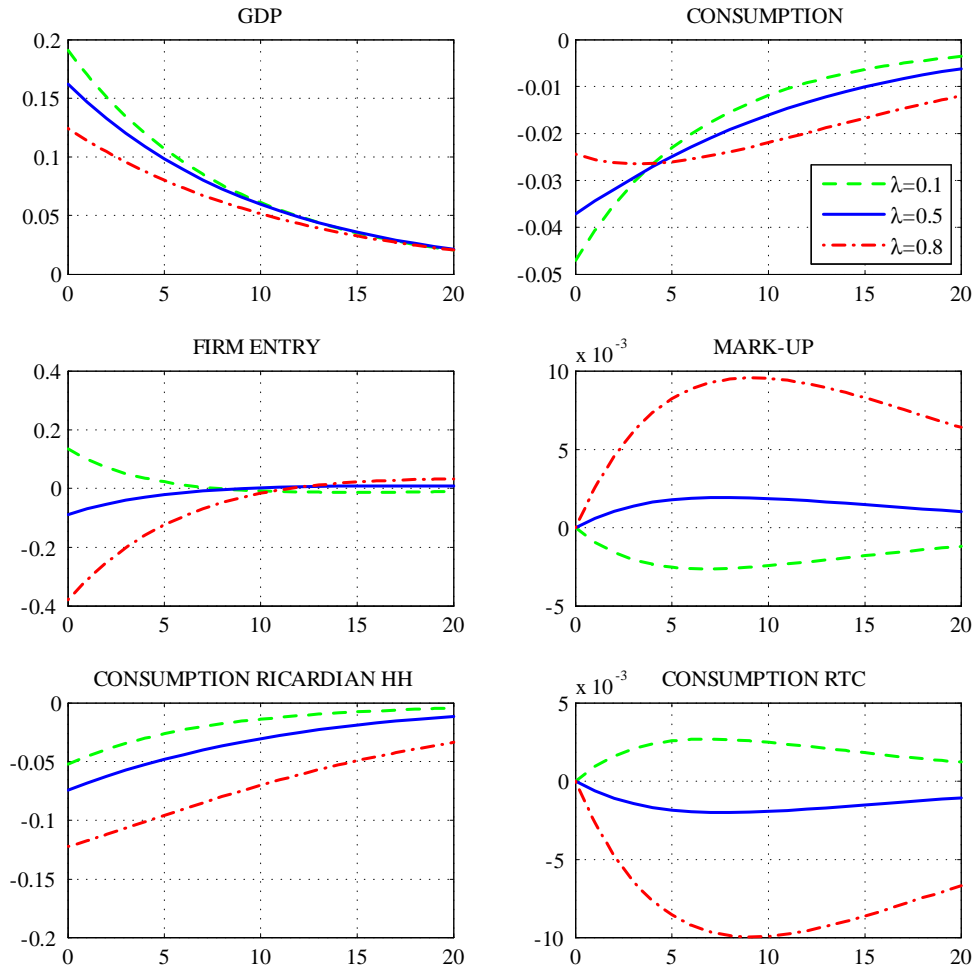 GDP
0.2
0.15
0.1
0.05
0
0 5 10 15 20
CONSUMPTION
0
-0.01
-0.02
-0.03
-0.04
-0.05
0 5 10 15 20
λ=0.1
λ=0.5
λ=0.8
FIRM ENTRY
0.4
0.2
0
-0.2
-0.4
0 5 10 15 20
MARK-UP
x 10⁻³
10
5
0
-5
0 5 10 15 20
CONSUMPTION RICARDIAN HH
0
-0.05
-0.1
-0.15
-0.2
0 5 10 15 20
CONSUMPTION RTC
x 10⁻³
5
0
-5
-10
0 5 10 15 20